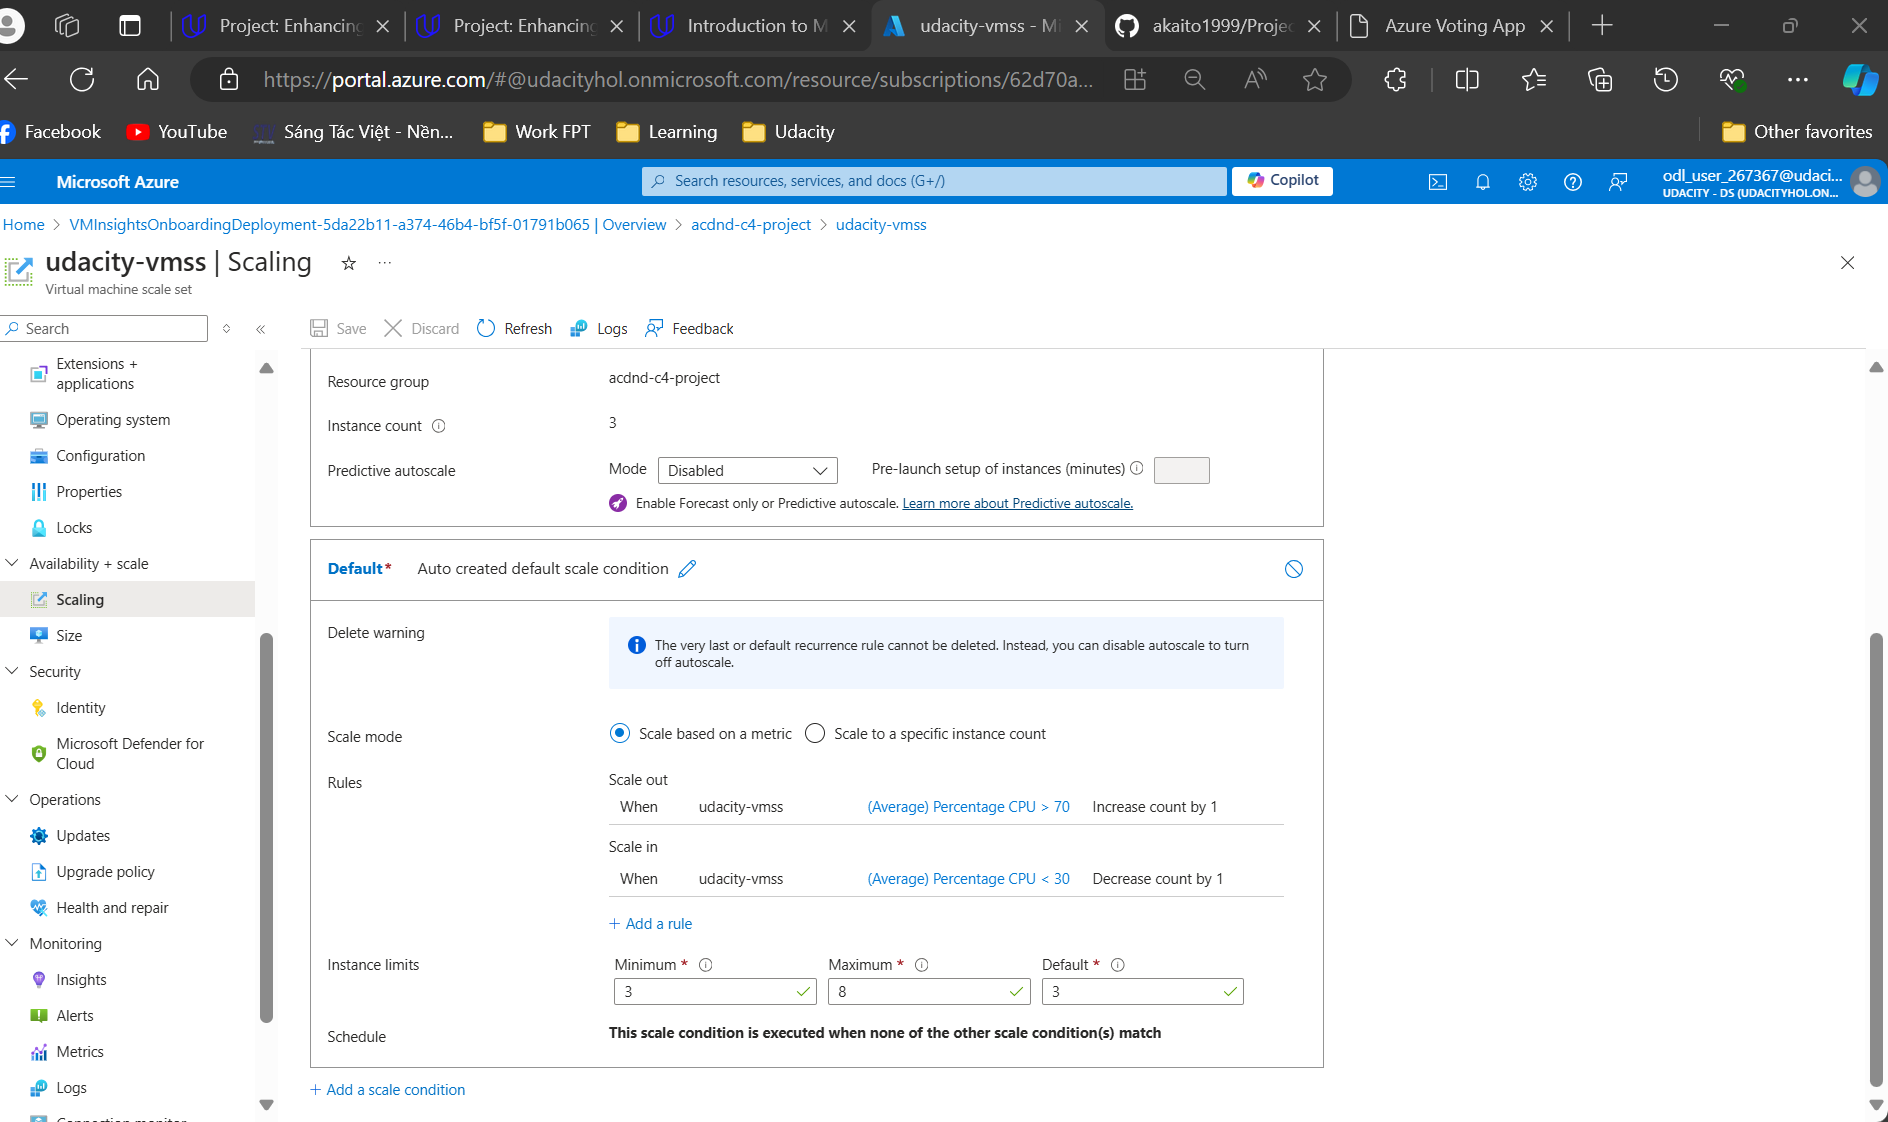 Project: Enhancing
Project: Enhancing
Introduction to M
udacity-vmss - Mi
akaito1999/Projec
Azure Voting App
https://portal.azure.com/#@udacityhol.onmicrosoft.com/resource/subscriptions/62d70a...
Facebook
YouTube
Sáng Tác Việt - Nền...
Work FPT
Learning
Udacity
Other favorites
Microsoft Azure
Search resources, services, and docs (G+/)
Copilot
odl_user_267367@udaci...
UDACITY - DS (UDACITYHOL.ON...
Home > VMInsightsOnboardingDeployment-5da22b11-a374-46b4-bf5f-01791b065 | Overview > acdnd-c4-project > udacity-vmss
udacity-vmss | Scaling
Virtual machine scale set
Search
Save
Discard
Refresh
Logs
Feedback
Extensions +
applications
Operating system
Configuration
Properties
Locks
Availability + scale
Scaling
Size
Security
Identity
Microsoft Defender for
Cloud
Operations
Updates
Upgrade policy
Health and repair
Monitoring
Insights
Alerts
Metrics
Logs
Resource group
acdnd-c4-project
Instance count
3
Predictive autoscale
Mode
Disabled
Pre-launch setup of instances (minutes)
Enable Forecast only or Predictive autoscale. Learn more about Predictive autoscale.
Default*
Auto created default scale condition
Delete warning
The very last or default recurrence rule cannot be deleted. Instead, you can disable autoscale to turn
off autoscale.
Scale mode
Scale based on a metric
Scale to a specific instance count
Rules
Scale out
When udacity-vmss (Average) Percentage CPU > 70 Increase count by 1
Scale in
When udacity-vmss (Average) Percentage CPU < 30 Decrease count by 1
+ Add a rule
Instance limits
Minimum *
Maximum *
Default *
3
8
3
Schedule
This scale condition is executed when none of the other scale condition(s) match
+ Add a scale condition